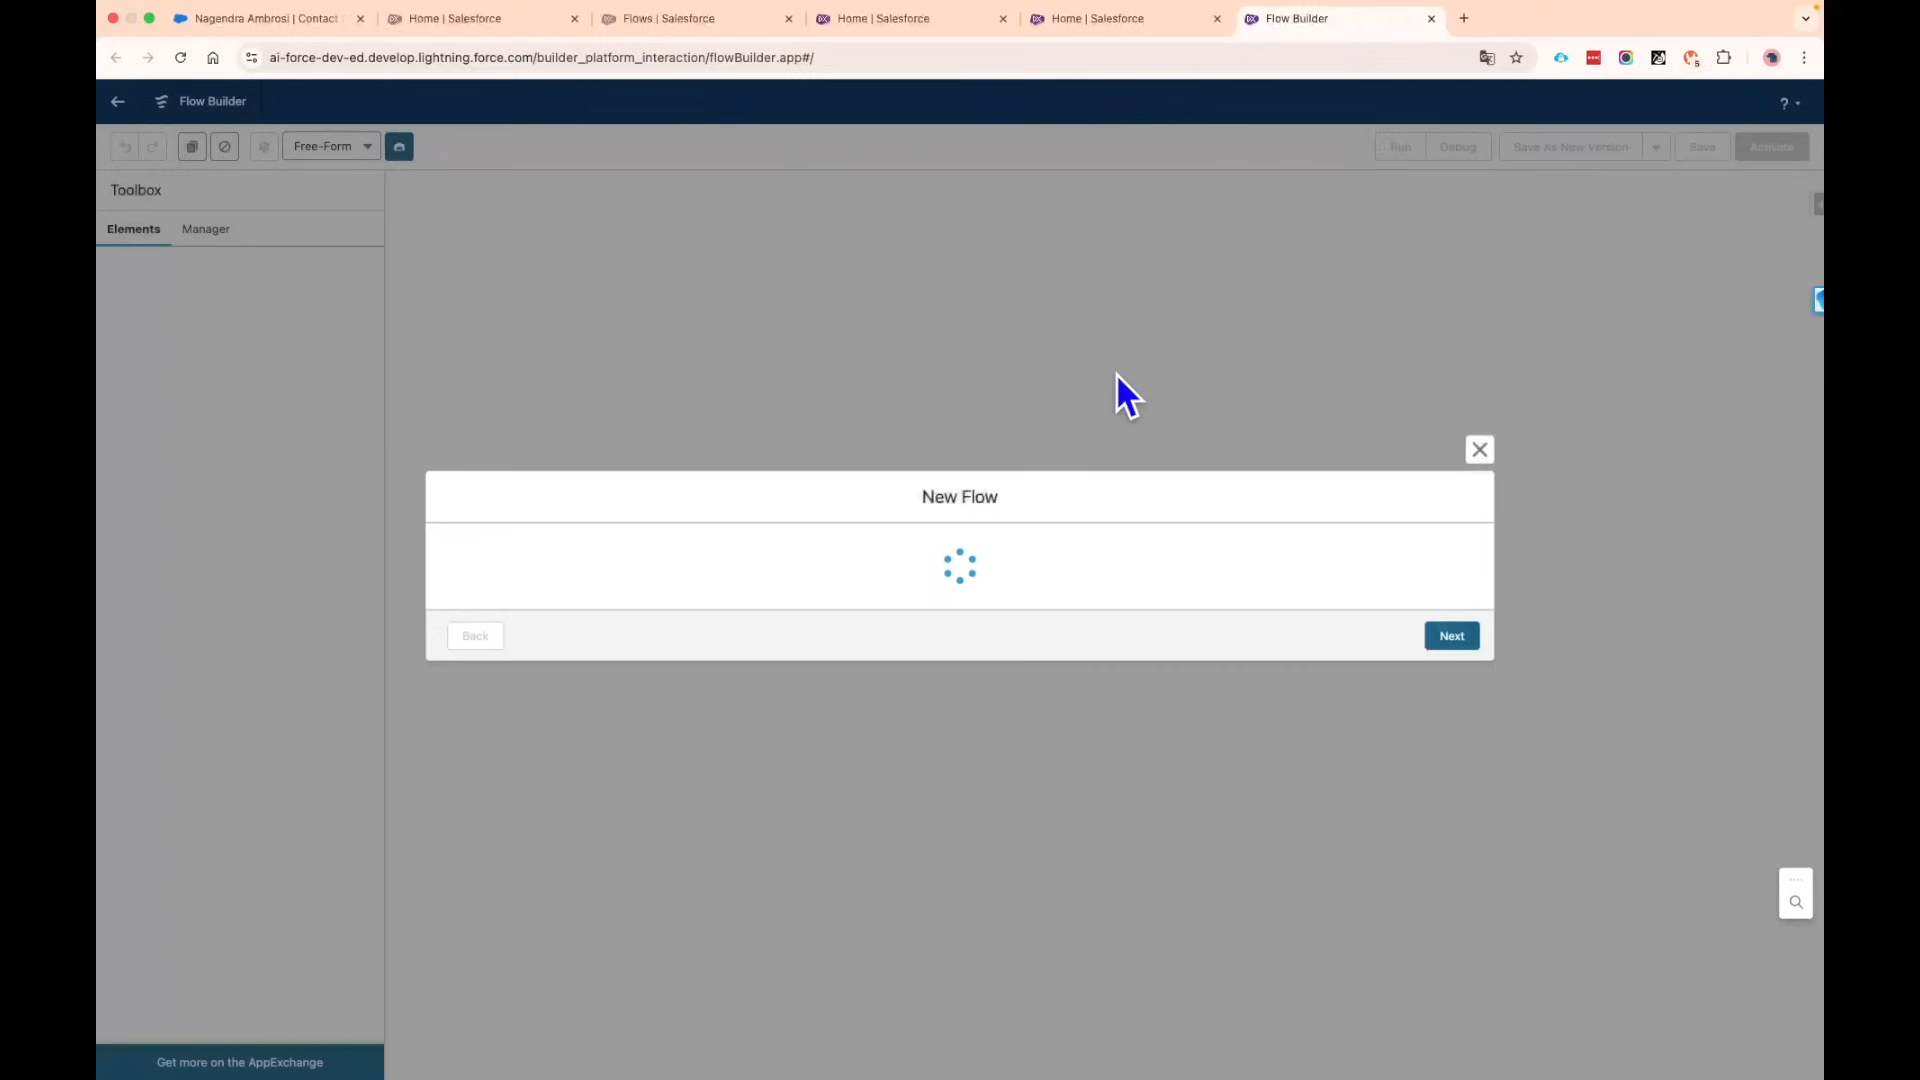 Nagendra Ambrosi | Contact
Home | Salesforce
Flows | Salesforce
Home | Salesforce
Home | Salesforce
Flow Builder
ai-force-dev-ed.develop.lightning.force.com/builder_platform_interaction/flowBuilder.app#/
5
Flow Builder
?
Free-Form
Run
Debug
Save As New Version
Save
Activate
Toolbox
Elements
Manager
New Flow
Back
Next
Get more on the AppExchange